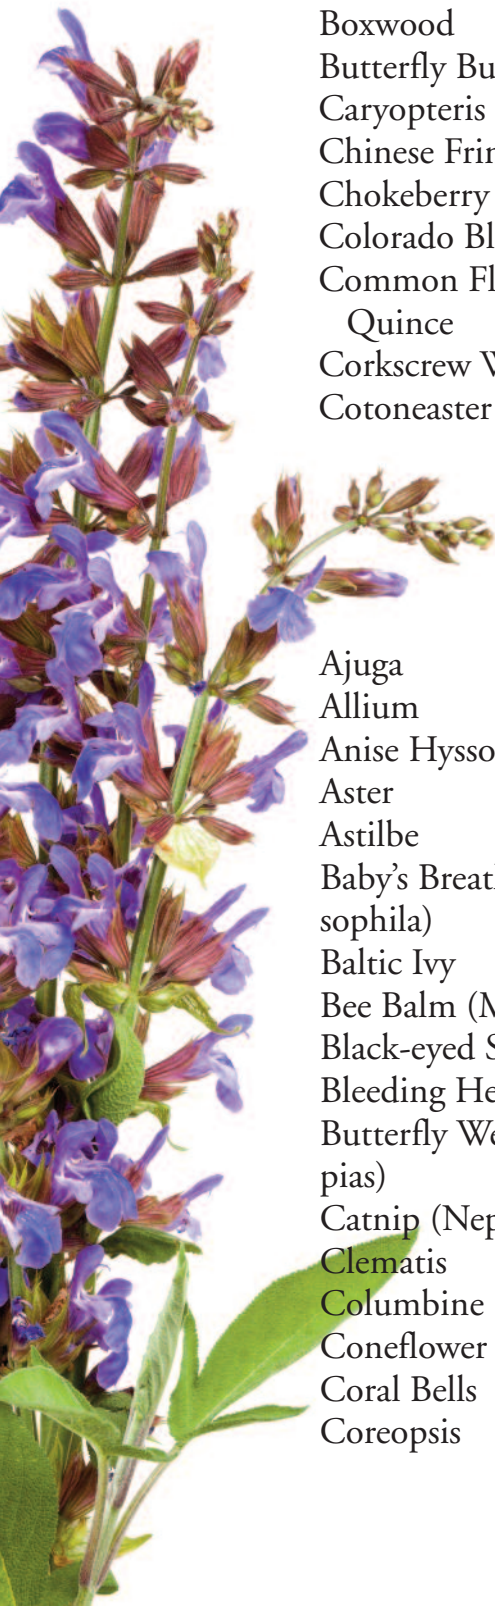 Boxwood
Butterfly Bu
Caryopteris
Chinese Frin
Chokeberry
Colorado Bl
Common Fl
Quince
Corkscrew W
Cotoneaster
Ajuga
Allium
Anise Hysso
Aster
Astilbe
Baby’s Breat
sophila)
Baltic Ivy
Bee Balm (M
Black-eyed S
Bleeding He
Butterfly We
pias)
Catnip (Nep
Clematis
Columbine
Coneflower
Coral Bells
Coreopsis